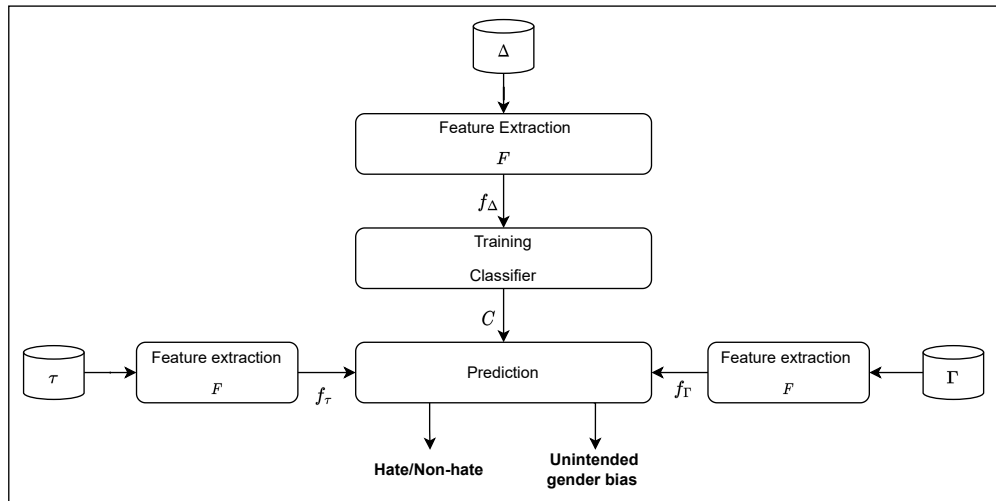 Δ
Feature Extraction
F
f_Δ
Training
Classifier
C
τ
Feature extraction
F
f_τ
Prediction
f_Γ
Feature extraction
F
Γ
Hate/Non-hate
Unintended
gender bias